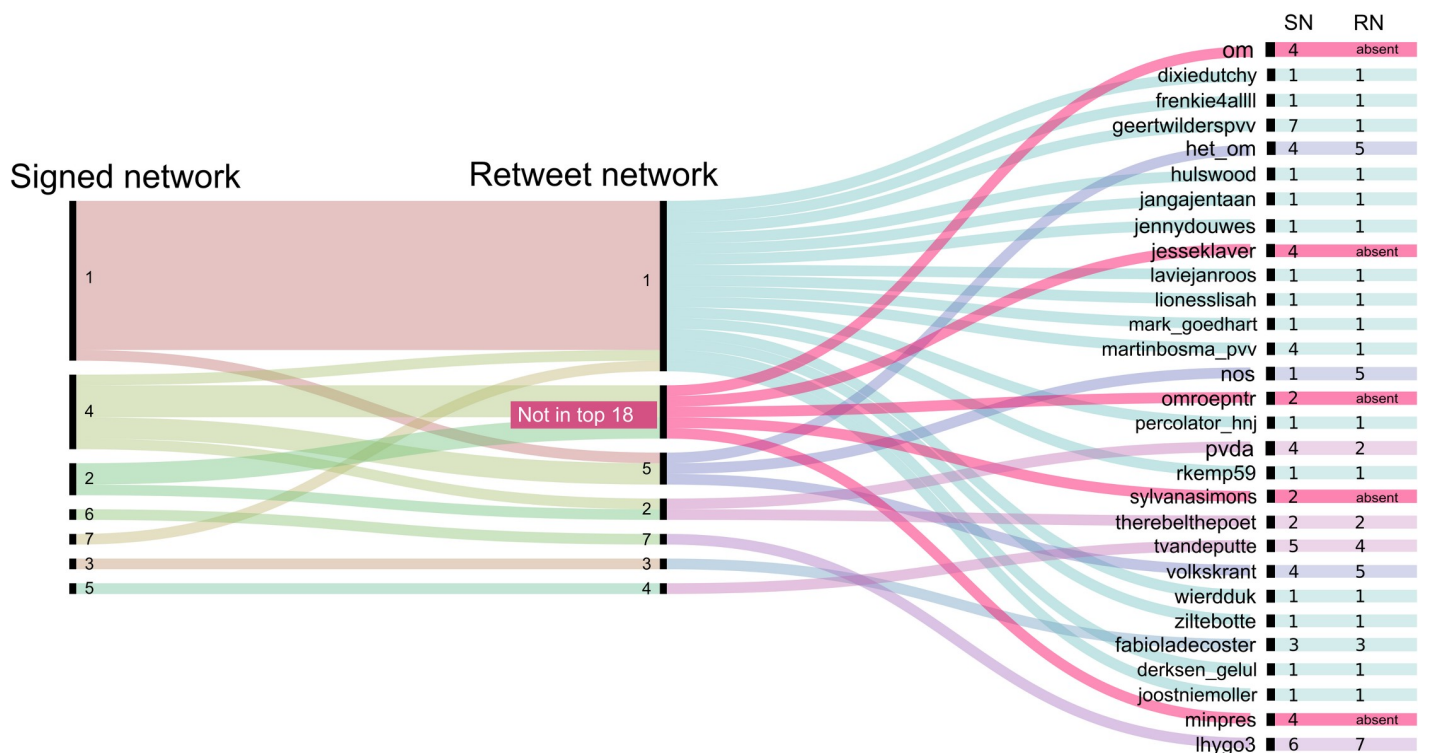 SN RN
om 4 absent
dixiedutchy 1 1
frenkie4allll 1 1
geertwilderspvv 7 1
het_om 4 5
Signed network
Retweet network
hulswood 1 1
jangajentaan 1 1
jennydouwes 1 1
jesseklaver 4 absent
1
1
laviejanroos 1 1
lionesslisah 1 1
mark_goedhart 1 1
martinbosma_pvv 4 1
nos 1 5
omroepntr 2 absent
4
Not in top 18
percolator_hnj 1 1
pvda 4 2
5
rkemp59 1 1
2
sylvanasimons 2 absent
6
2
therebelthepoet 2 2
7
7
tvandeputte 5 4
3
3
volkskrant 4 5
5
4
wierdduk 1 1
ziltebotte 1 1
fabioladecoster 3 3
derksen_gelul 1 1
joostniemoller 1 1
minpres 4 absent
lhygo3 6 7